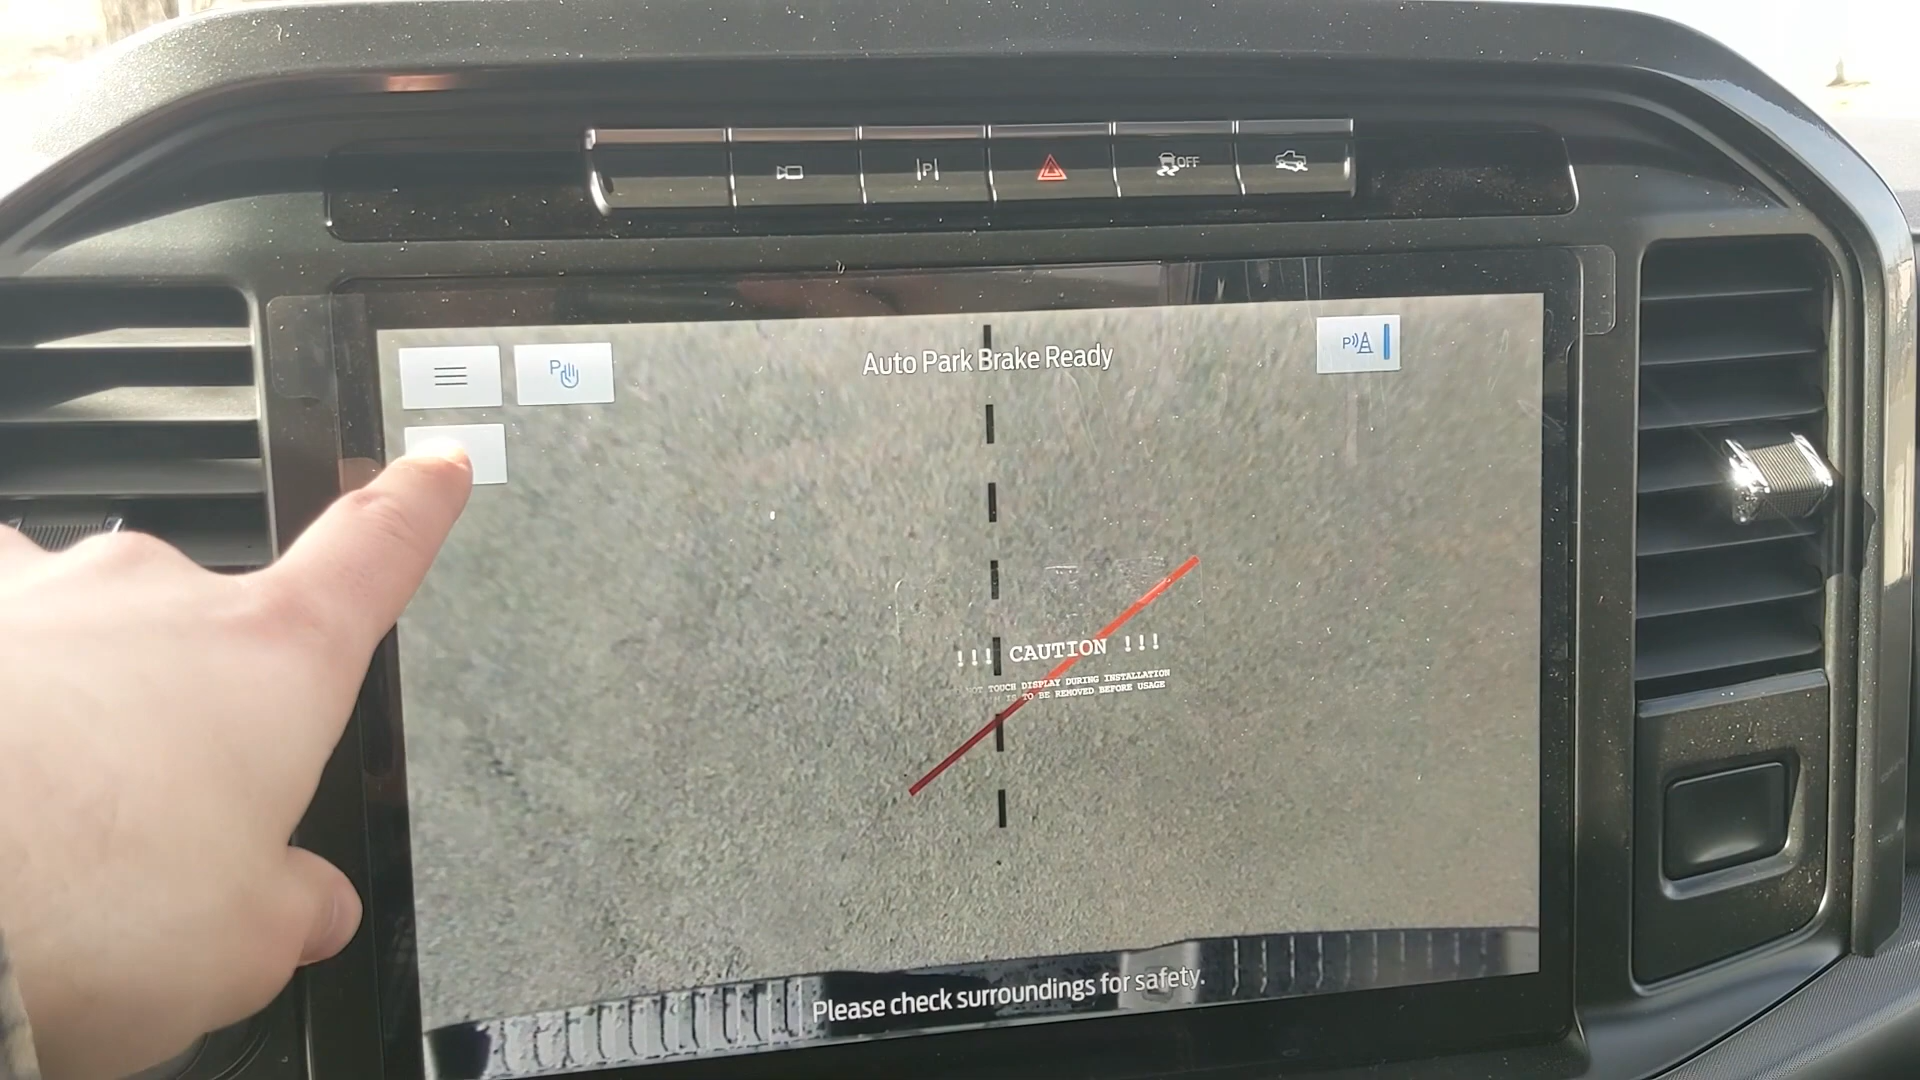 P
OFF
Auto Park Brake Ready
P
P
!!! CAUTION !!!
NOT TOUCH DISPLAY DURING INSTALLATION
IS TO BE REMOVED BEFORE USAGE
Please check surroundings for safety.